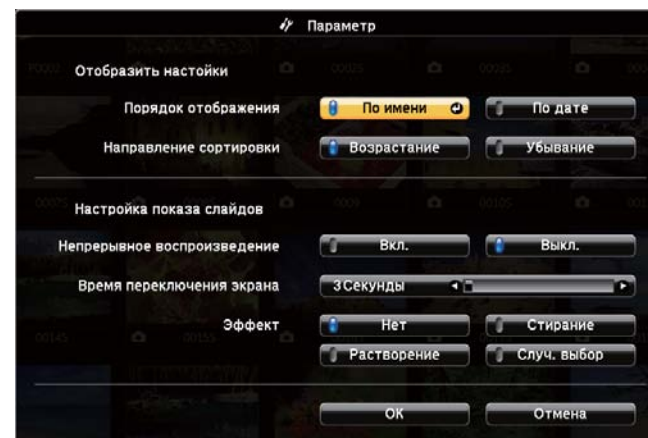 Параметр
Отобразить настойки
Порядок отображения По имени По дате
Направление сортировки Возрастание Убывание
Настройка показа слайдов
Непрерывное воспроизведение Вкл. Выкл.
Время переключения экрана 3Секунды
Эффект Нет Стирание
Растворение Случ. выбор
ОК Отмена